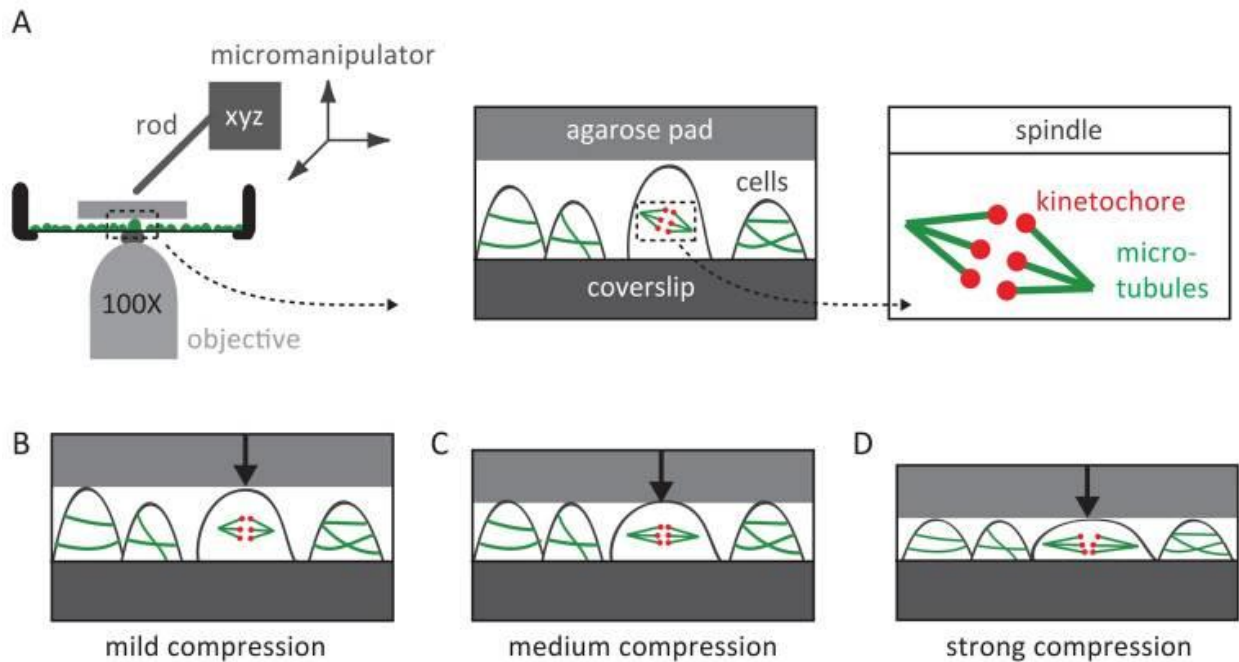 A
micromanipulator
rod
xyz
100X
objective
agarose pad
cells
coverslip
spindle
kinetochore
micro-
tubules
B
mild compression
C
medium compression
D
strong compression